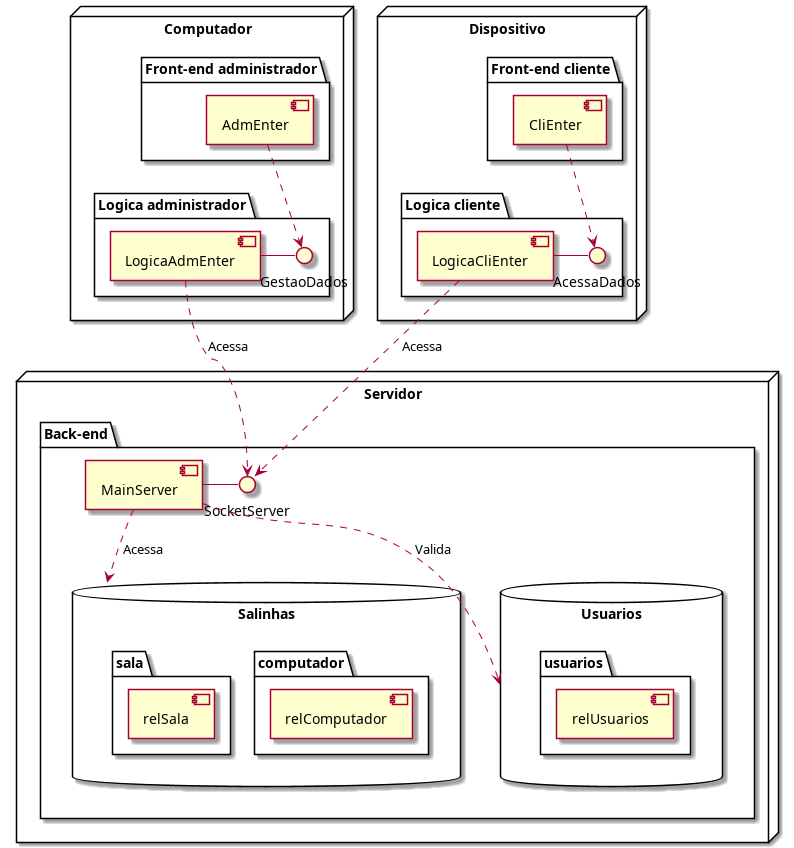 Computador
Dispositivo
Front-end administrador
Front-end cliente
AdmEnter
CliEnter
Logica administrador
Logica cliente
LogicaAdmEnter
GestaoDados
LogicaCliEnter
AcessaDados
Acessa
Acessa
Servidor
Back-end
MainServer
SocketServer
Acessa
Valida
Salinhas
Usuarios
sala
computador
usuarios
relSala
relComputador
relUsuarios